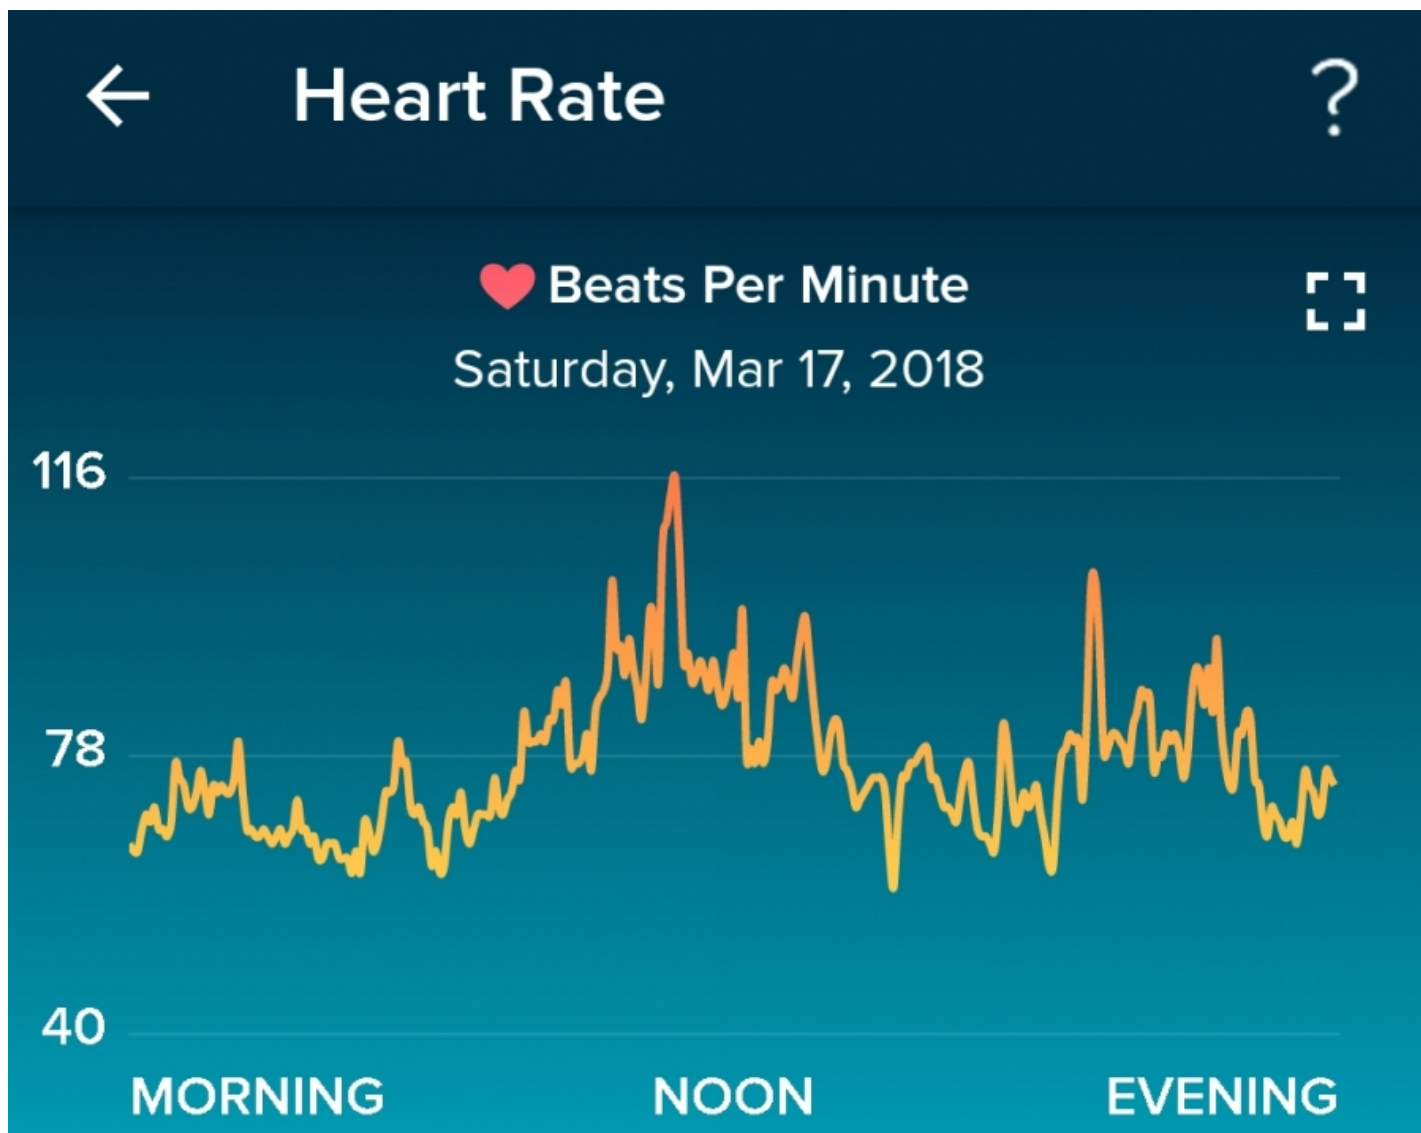 Heart Rate ?
Beats Per Minute
Saturday, Mar 17, 2018
116
78
40
MORNING NOON EVENING